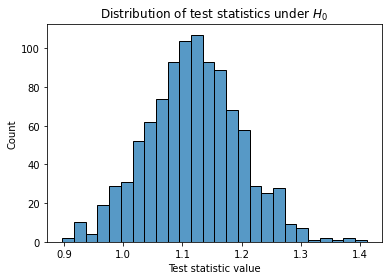 Distribution of test statistics under H₀
100
80
60
40
20
0
Count
0.9 1.0 1.1 1.2 1.3 1.4
Test statistic value